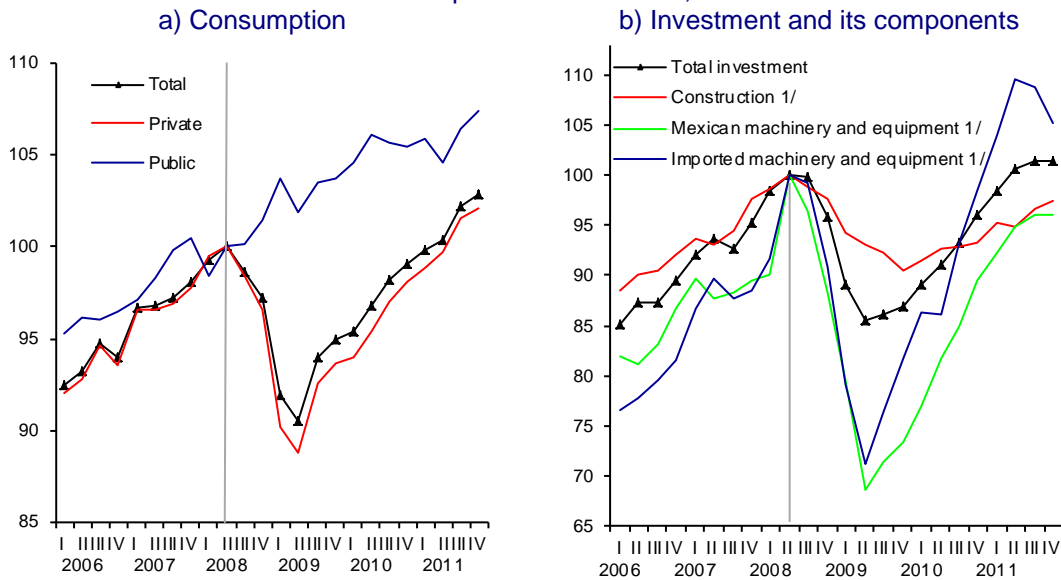 a) Consumption
b) Investment and its components
110
105
100
95
90
85
Total
Private
Public
I II III IV I II III IV I II III IV I II III IV I II III IV I II III IV
2006 2007 2008 2009 2010 2011
110
105
100
95
90
85
80
75
70
65
Total investment
Construction 1/
Mexican machinery and equipment 1/
Imported machinery and equipment 1/
I II III IV I II III IV I II III IV I II III IV I II III IV I II III IV
2006 2007 2008 2009 2010 2011